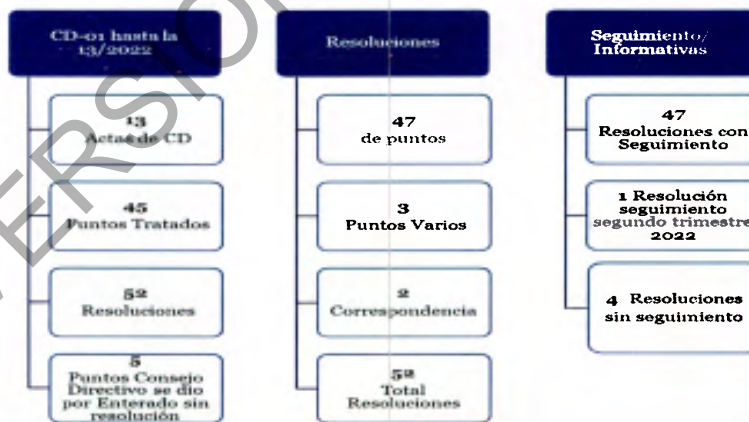 CD-01 hasta la
13/2022
13
Actas de CD
45
Puntos Tratados
52
Resoluciones
5
Puntos Consejo
Directivo se dio
por Enterado sin
resolución
Resoluciones
47
de puntos
3
Puntos Varios
2
Correspondencia
52
Total
Resoluciones
Seguimiento/
Informativas
47
Resoluciones con
Seguimiento
1 Resolución
seguimiento
segundo trimestre
2022
4 Resoluciones
sin seguimiento